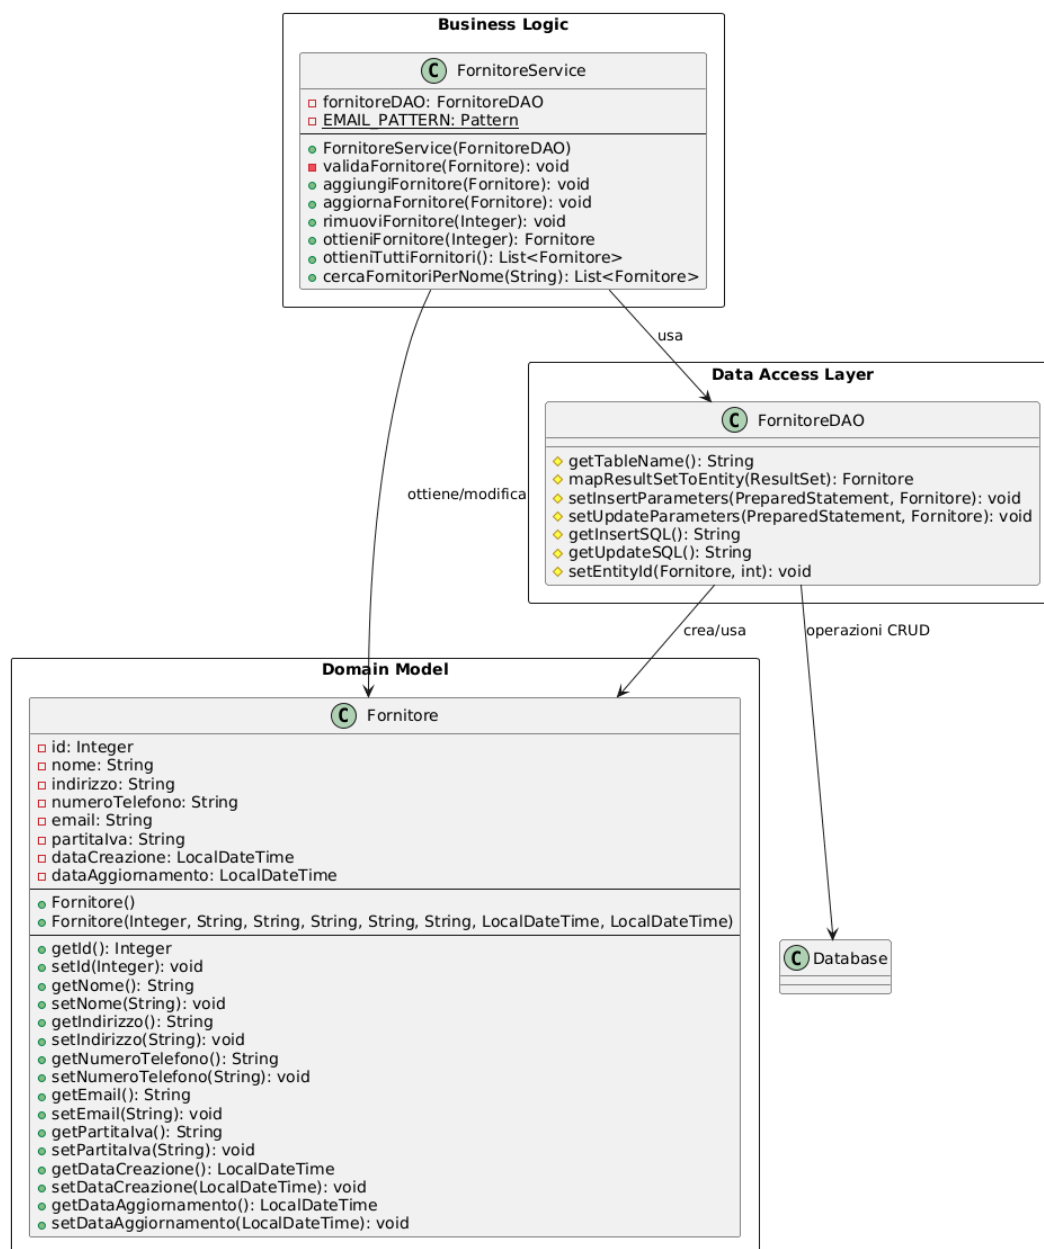 Business Logic
C FornitoreService
fornitoreDAO: FornitoreDAO
EMAIL_PATTERN: Pattern
FornitoreService(FornitoreDAO)
validaFornitore(Fornitore): void
aggiungiFornitore(Fornitore): void
aggiornaFornitore(Fornitore): void
rimuoviFornitore(Integer): void
ottieniFornitore(Integer): Fornitore
ottieniTuttiFornitori(): List<Fornitore>
cercaFornitoriPerNome(String): List<Fornitore>
usa
Data Access Layer
C FornitoreDAO
getTableName(): String
mapResultSetToEntity(ResultSet): Fornitore
setInsertParameters(PreparedStatement, Fornitore): void
setUpdateParameters(PreparedStatement, Fornitore): void
getInsertSQL(): String
getUpdateSQL(): String
setEntityId(Fornitore, int): void
ottiene/modifica
crea/usa
operazioni CRUD
Domain Model
C Fornitore
id: Integer
nome: String
indirizzo: String
numeroTelefono: String
email: String
partitaIva: String
dataCreazione: LocalDateTime
dataAggiornamento: LocalDateTime
Fornitore()
Fornitore(Integer, String, String, String, String, String, LocalDateTime, LocalDateTime)
getId(): Integer
setId(Integer): void
getNome(): String
setNome(String): void
getIndirizzo(): String
setIndirizzo(String): void
getNumeroTelefono(): String
setNumeroTelefono(String): void
getEmail(): String
setEmail(String): void
getPartitaIva(): String
setPartitaIva(String): void
getDataCreazione(): LocalDateTime
setDataCreazione(LocalDateTime): void
getDataAggiornamento(): LocalDateTime
setDataAggiornamento(LocalDateTime): void
C Database